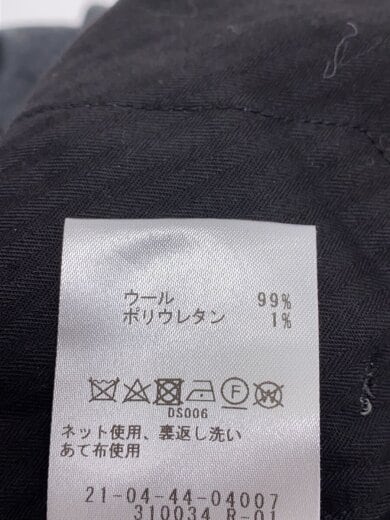 ウール 99%
ポリウレタン 1%
F W
DS006
ネット使用、裏返し洗い
あて布使用
21-04-44-04007
310034 R-01